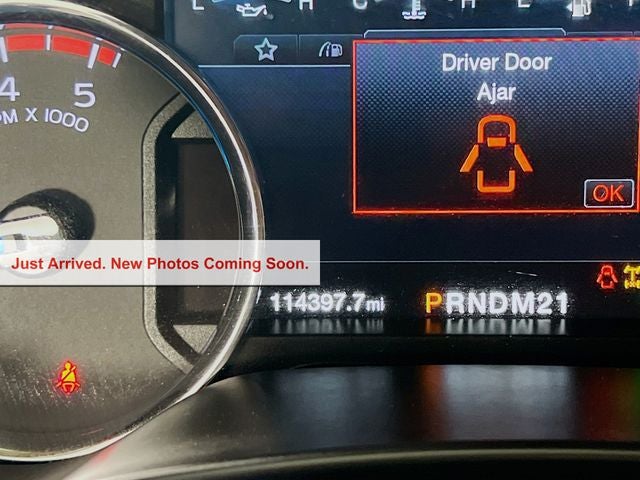 L H C H E F
4 5
PM X 1000
Driver Door
Ajar
OK
Just Arrived. New Photos Coming Soon.
114397.7mi PRNDM21